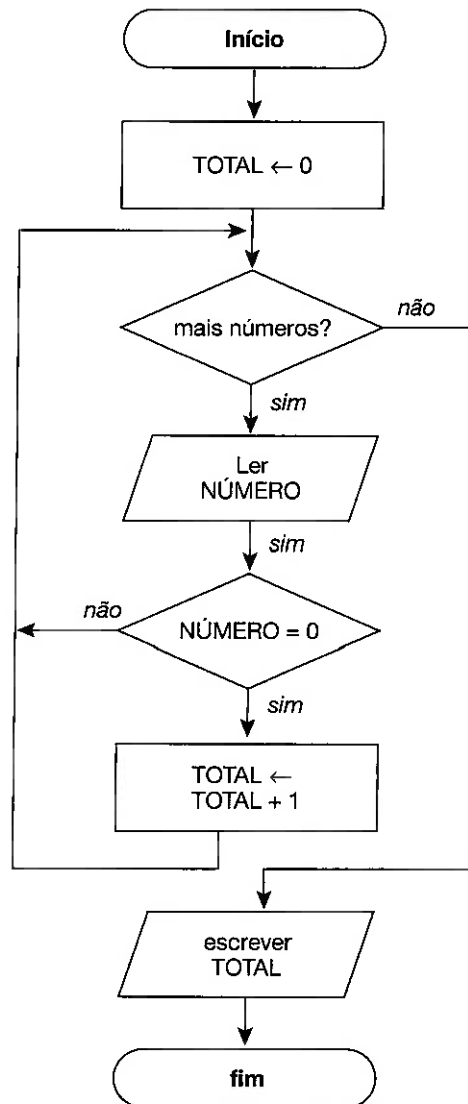 Início
TOTAL ← 0
mais números?
não
sim
Ler
NÚMERO
sim
não
NÚMERO = 0
sim
TOTAL ←
TOTAL + 1
escrever
TOTAL
fim